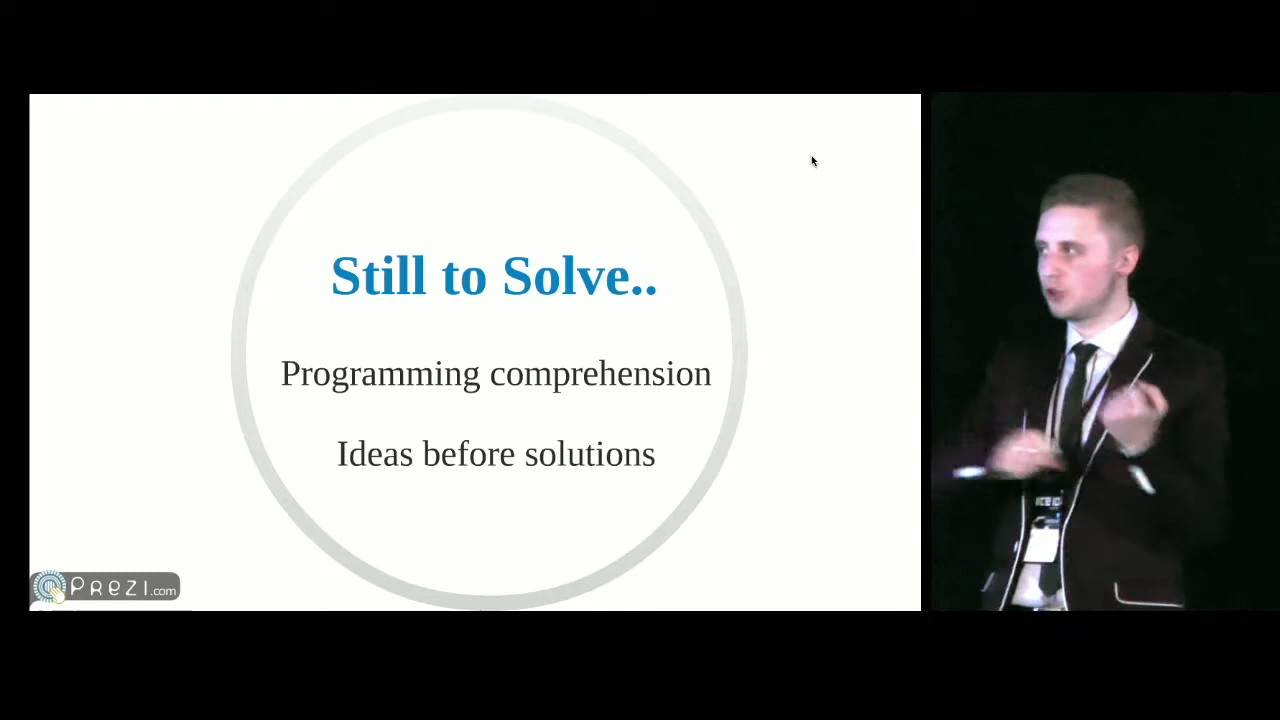 Still to Solve..
Programming comprehension
Ideas before solutions
PREZI.com